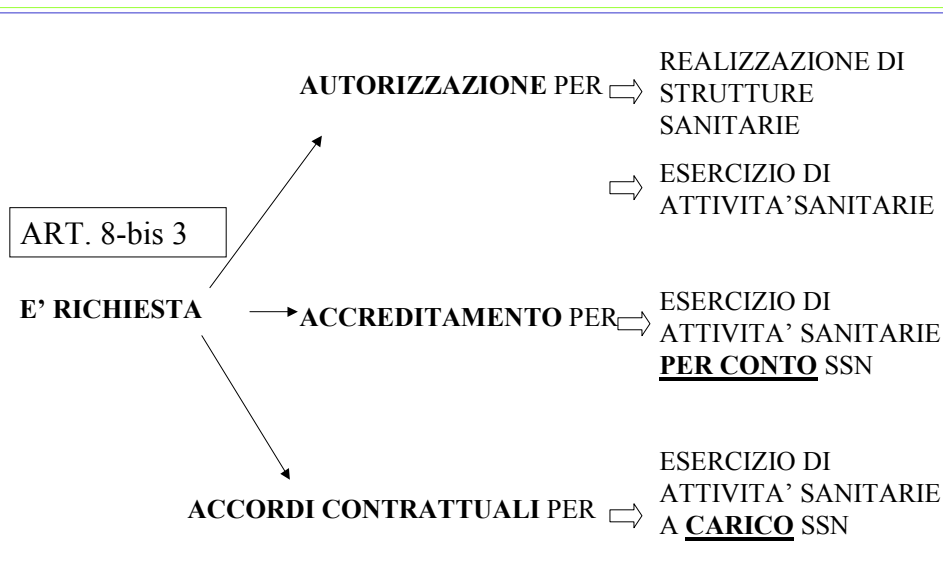 AUTORIZZAZIONE PER
REALIZZAZIONE DI
STRUTTURE
SANITARIE
ESERCIZIO DI
ATTIVITA'SANITARIE
ART. 8-bis 3
E' RICHIESTA
ACCREDITAMENTO PER
ESERCIZIO DI
ATTIVITA' SANITARIE
PER CONTO SSN
ACCORDI CONTRATTUALI PER
ESERCIZIO DI
ATTIVITA' SANITARIE
A CARICO SSN